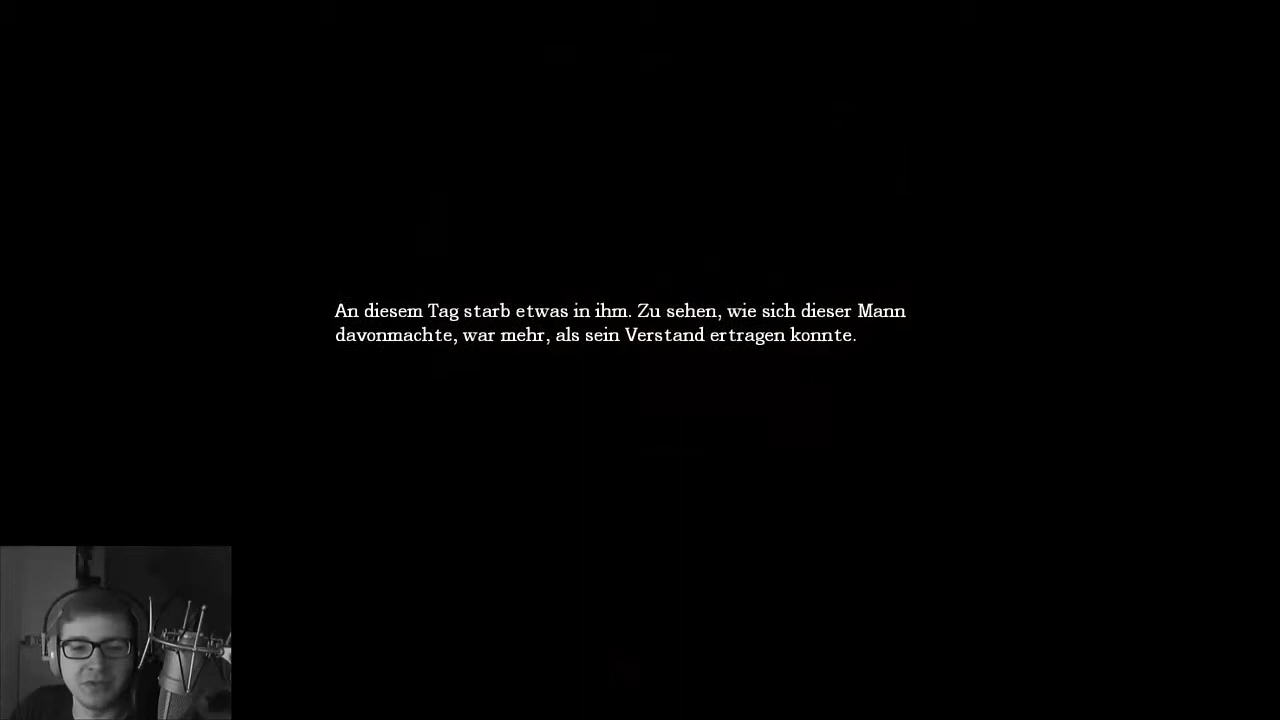 An diesem Tag starb etwas in ihm. Zu sehen, wie sich dieser Mann
davonmachte, war mehr, als sein Verstand ertragen konnte.